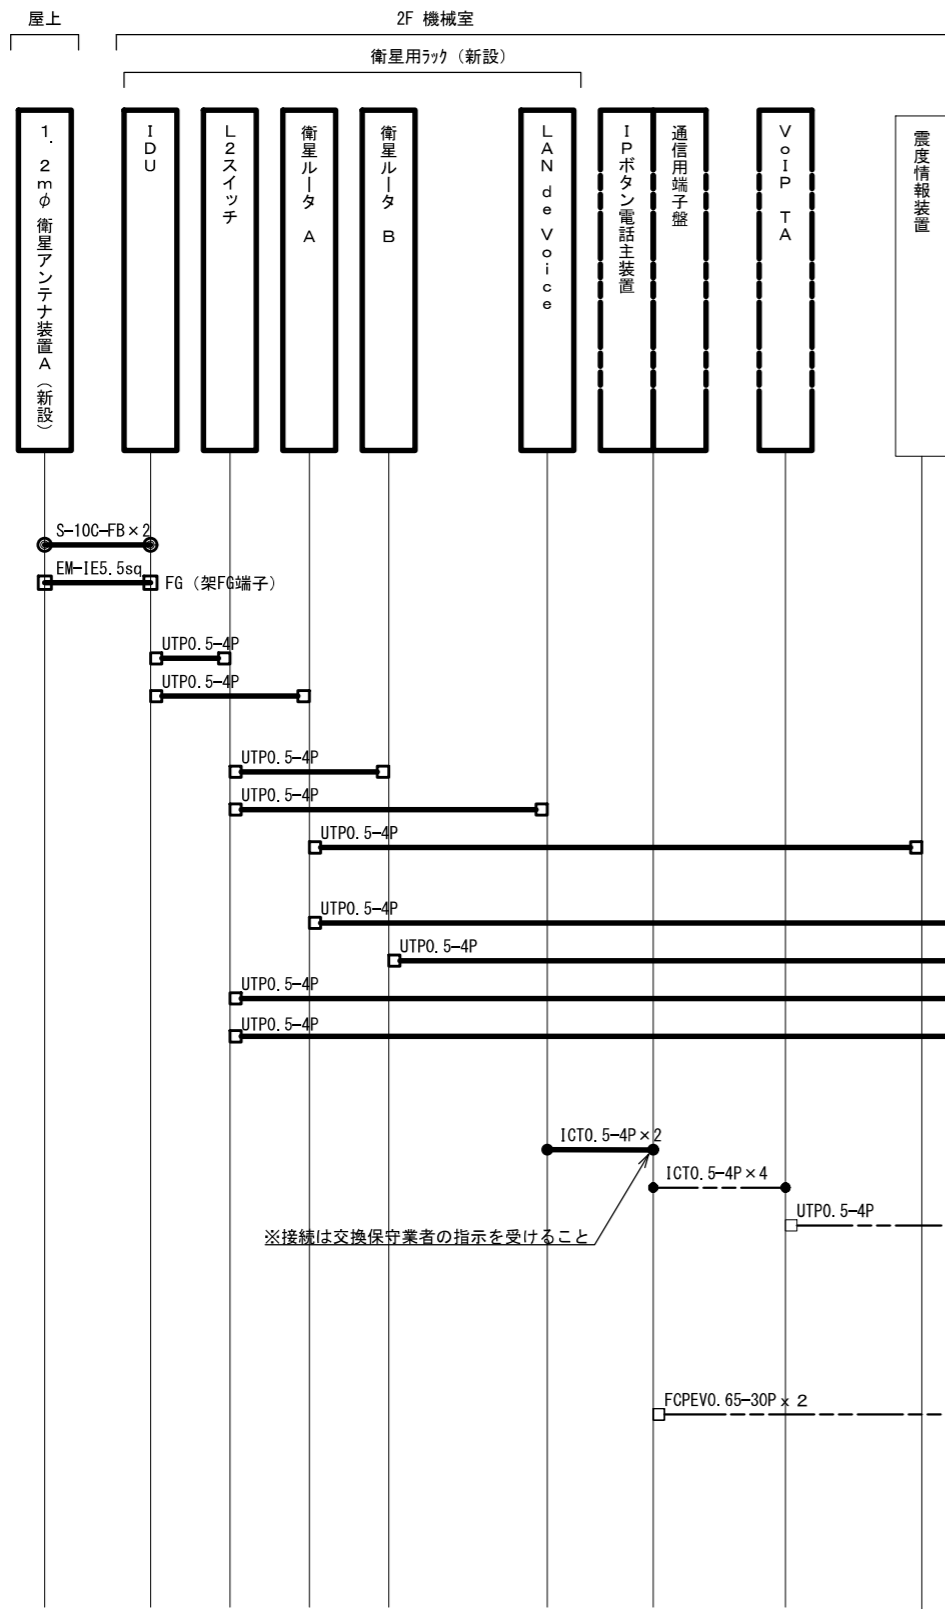 屋上
2F 機械室
衛星用ﾗｯｸ（新設）
１．２ｍφ 衛星アンテナ装置Ａ（新設）
ＩＤＵ
Ｌ２スイッチ
衛星ルータ　Ａ
衛星ルータ　Ｂ
ＬＡＮ ｄｅ Ｖｏｉｃｅ
ＩＰボタン電話主装置
通信用端子盤
ＶｏＩＰ　ＴＡ
震度情報装置
S-10C-FB×2
EM-IE5.5sq
FG（架FG端子）
UTP0.5-4P
UTP0.5-4P
UTP0.5-4P
UTP0.5-4P
UTP0.5-4P
UTP0.5-4P
UTP0.5-4P
UTP0.5-4P
UTP0.5-4P
ICT0.5-4P×2
ICT0.5-4P×4
UTP0.5-4P
※接続は交換保守業者の指示を受けること
FCPEV0.65-30P x 2